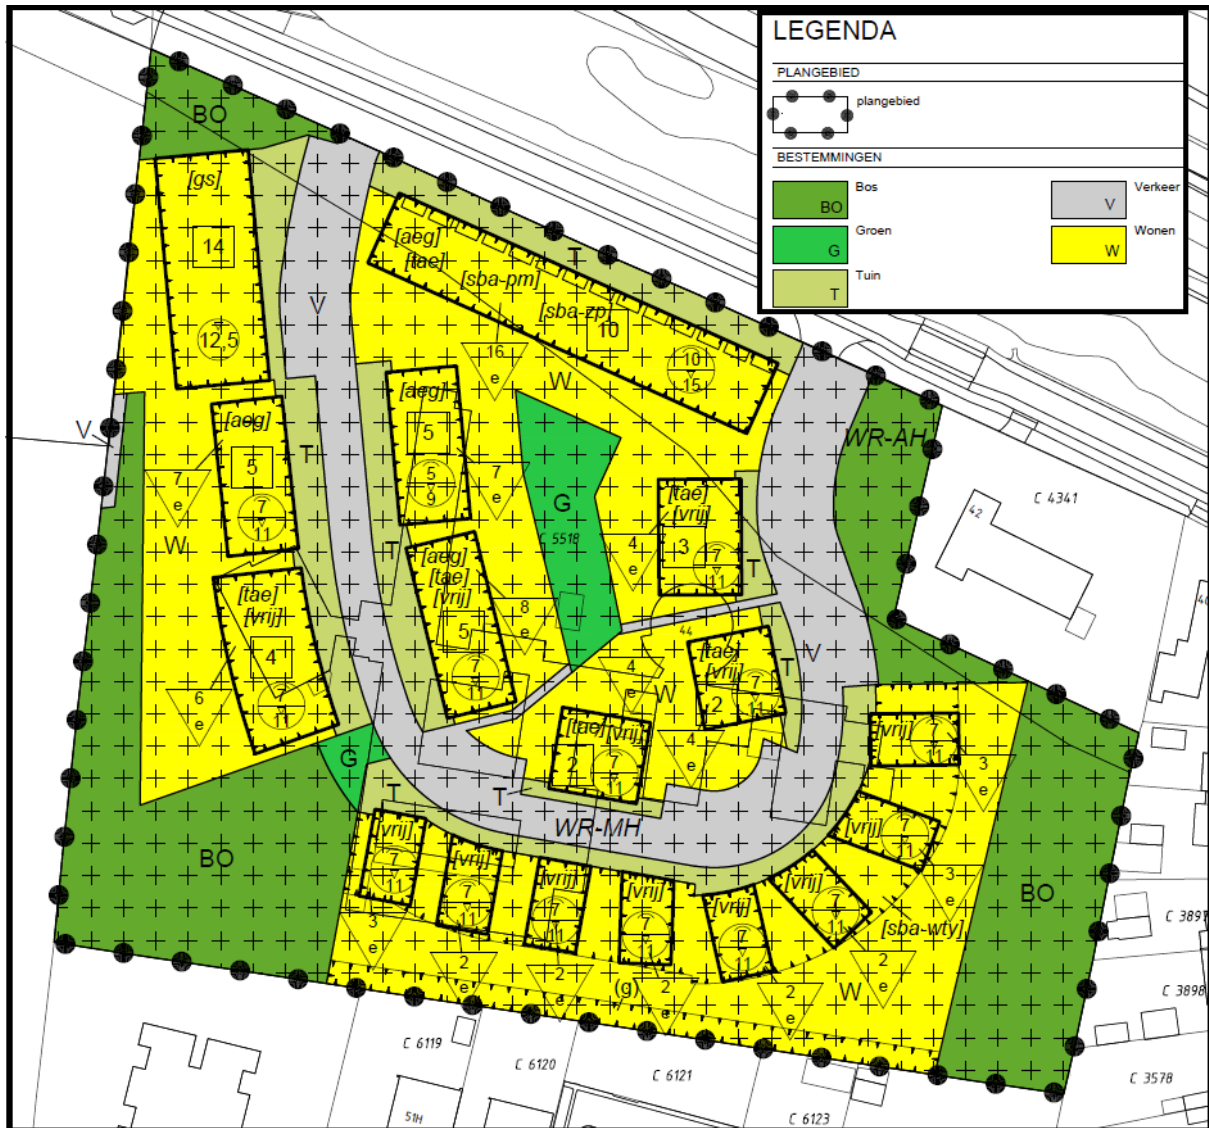 LEGENDA
PLANGEBIED
plangebied
BESTEMMINGEN
Bos
BO
Verkeer
V
Groen
G
Wonen
W
Tuin
T
BO
[gs]
14
12,5
V
[aeg]
[tae]
[sba-pm]
[sba-zp]
10
10
15
T
16
e
W
[aeg]
5
7
11
7
e
V
W
T
[aeg]
5
5
9
7
e
G
C 5518
WR-AH
C 4341
42
[tae]
[vrij]
3
7
11
4
e
T
[tae]
[vrij]
4
7
11
6
e
T
[aeg]
[tae]
[vrij]
5
7
11
8
e
44
[tae]
[vrij]
2
7
11
T
V
4
e
W
[tae]
[vrij]
2
7
11
4
e
G
T
T
WR-MH
[vrij]
7
11
3
e
[vrij]
7
11
3
e
BO
[vrij]
7
11
3
e
[vrij]
7
11
2
e
[vrij]
7
11
2
e
[vrij]
7
11
2
e
[vrij]
7
11
2
e
[vrij]
7
11
2
e
[sba-wty]
(g)
W
BO
C 3897
C 3898
C 3578
C 6119
C 6120
C 6121
C 6123
51H